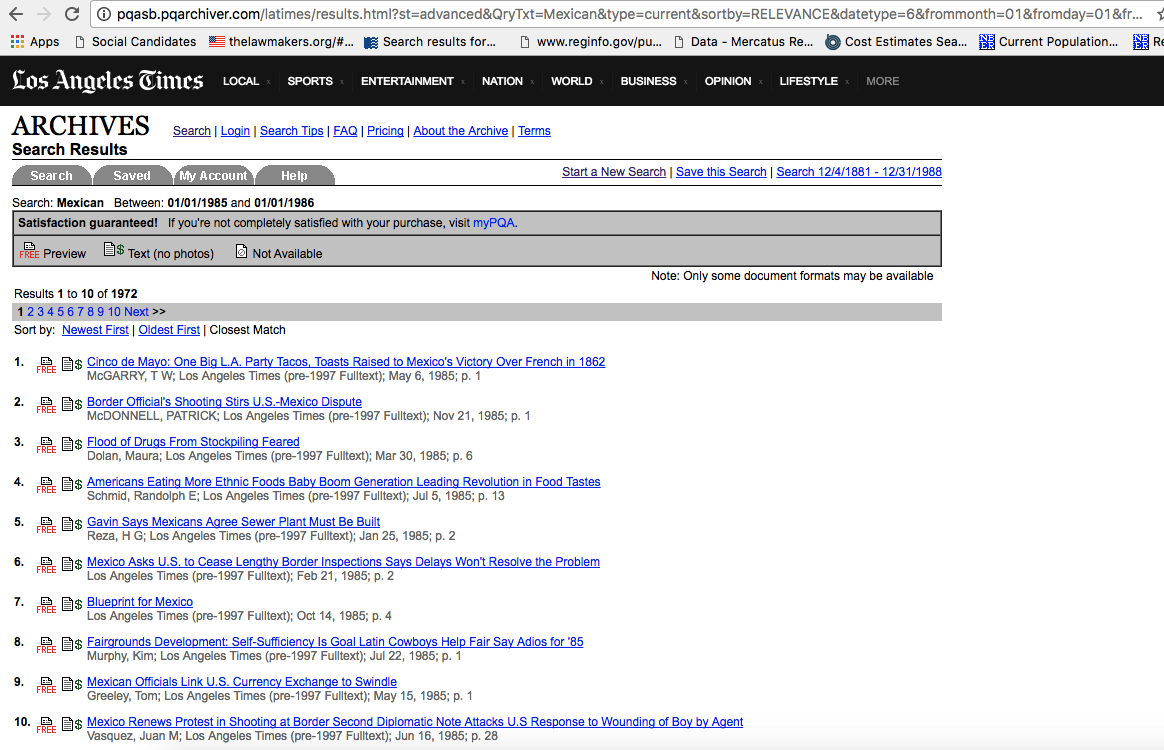 pqasb.pqarchiver.com/latimes/results.html?st=advanced&QryTxt=Mexican&type=current&sortby=RELEVANCE&datetype=6&frommonth=01&fromday=01&fr...
Apps Social Candidates thelawmakers.org/#... Search results for... www.reginfo.gov/pu... Data - Mercatus Re... Cost Estimates Sea... NBER Current Population... NBER Re
Los Angeles Times LOCAL SPORTS ENTERTAINMENT NATION WORLD BUSINESS OPINION LIFESTYLE MORE
ARCHIVES Search | Login | Search Tips | FAQ | Pricing | About the Archive | Terms
Search Results
Search Saved My Account Help Start a New Search | Save this Search | Search 12/4/1881 - 12/31/1988
Search: Mexican Between: 01/01/1985 and 01/01/1986
Satisfaction guaranteed! If you're not completely satisfied with your purchase, visit myPQA.
FREE Preview $ Text (no photos) Not Available
Note: Only some document formats may be available
Results 1 to 10 of 1972
1 2 3 4 5 6 7 8 9 10 Next >>
Sort by: Newest First | Oldest First | Closest Match
1. FREE $ Cinco de Mayo: One Big L.A. Party Tacos, Toasts Raised to Mexico's Victory Over French in 1862
McGARRY, T W; Los Angeles Times (pre-1997 Fulltext); May 6, 1985; p. 1
2. FREE $ Border Official's Shooting Stirs U.S.-Mexico Dispute
McDONNELL, PATRICK; Los Angeles Times (pre-1997 Fulltext); Nov 21, 1985; p. 1
3. FREE $ Flood of Drugs From Stockpiling Feared
Dolan, Maura; Los Angeles Times (pre-1997 Fulltext); Mar 30, 1985; p. 6
4. FREE $ Americans Eating More Ethnic Foods Baby Boom Generation Leading Revolution in Food Tastes
Schmid, Randolph E; Los Angeles Times (pre-1997 Fulltext); Jul 5, 1985; p. 13
5. FREE $ Gavin Says Mexicans Agree Sewer Plant Must Be Built
Reza, H G; Los Angeles Times (pre-1997 Fulltext); Jan 25, 1985; p. 2
6. FREE $ Mexico Asks U.S. to Cease Lengthy Border Inspections Says Delays Won't Resolve the Problem
Los Angeles Times (pre-1997 Fulltext); Feb 21, 1985; p. 2
7. FREE $ Blueprint for Mexico
Los Angeles Times (pre-1997 Fulltext); Oct 14, 1985; p. 4
8. FREE $ Fairgrounds Development: Self-Sufficiency Is Goal Latin Cowboys Help Fair Say Adios for '85
Murphy, Kim; Los Angeles Times (pre-1997 Fulltext); Jul 22, 1985; p. 1
9. FREE $ Mexican Officials Link U.S. Currency Exchange to Swindle
Greeley, Tom; Los Angeles Times (pre-1997 Fulltext); May 15, 1985; p. 1
10. FREE $ Mexico Renews Protest in Shooting at Border Second Diplomatic Note Attacks U.S Response to Wounding of Boy by Agent
Vasquez, Juan M; Los Angeles Times (pre-1997 Fulltext); Jun 16, 1985; p. 28